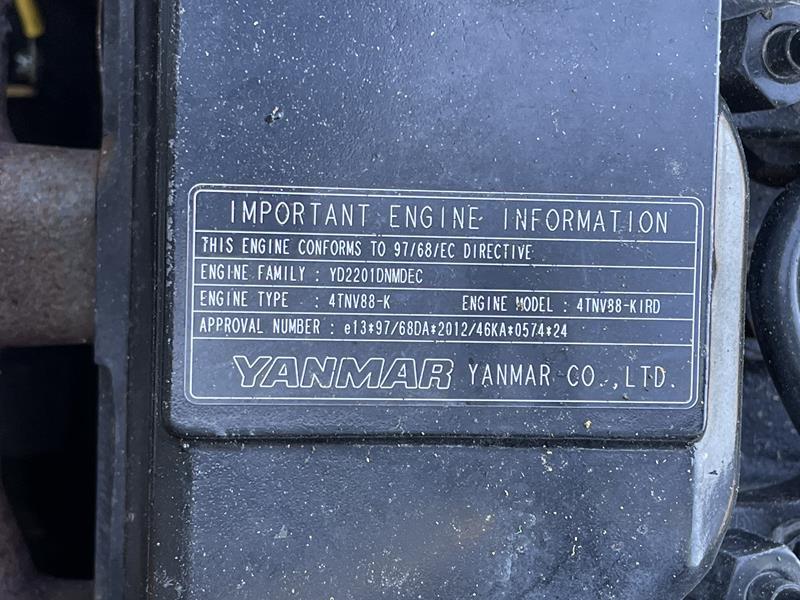 IMPORTANT ENGINE INFORMATION
THIS ENGINE CONFORMS TO 97/68/EC DIRECTIVE
ENGINE FAMILY : YD2201DNMDEC
ENGINE TYPE : 4TNV88-K ENGINE MODEL : 4TNV88-KIRD
APPROVAL NUMBER : e13*97/68DA*2012/46KA*0574*24
YANMAR YANMAR CO.,LTD.